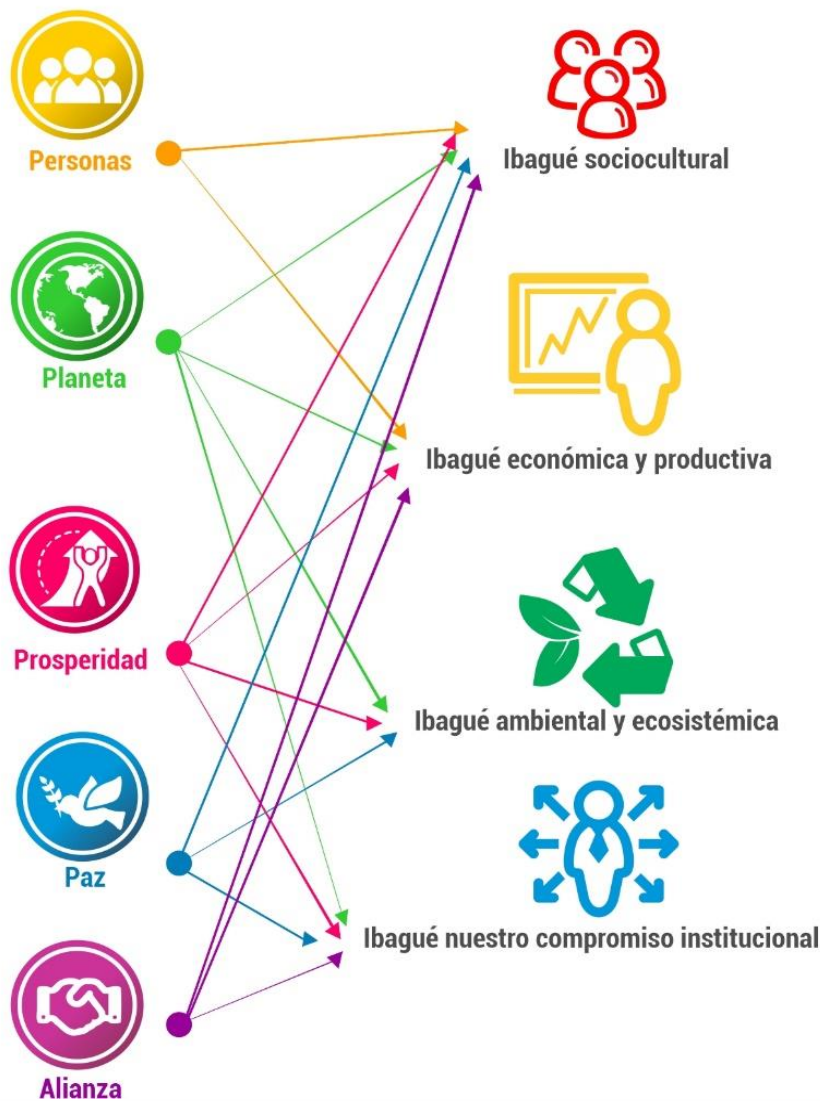 Personas
Ibagué sociocultural
Planeta
Ibagué económica y productiva
Prosperidad
Ibagué ambiental y ecosistémica
Paz
Ibagué nuestro compromiso institucional
Alianza